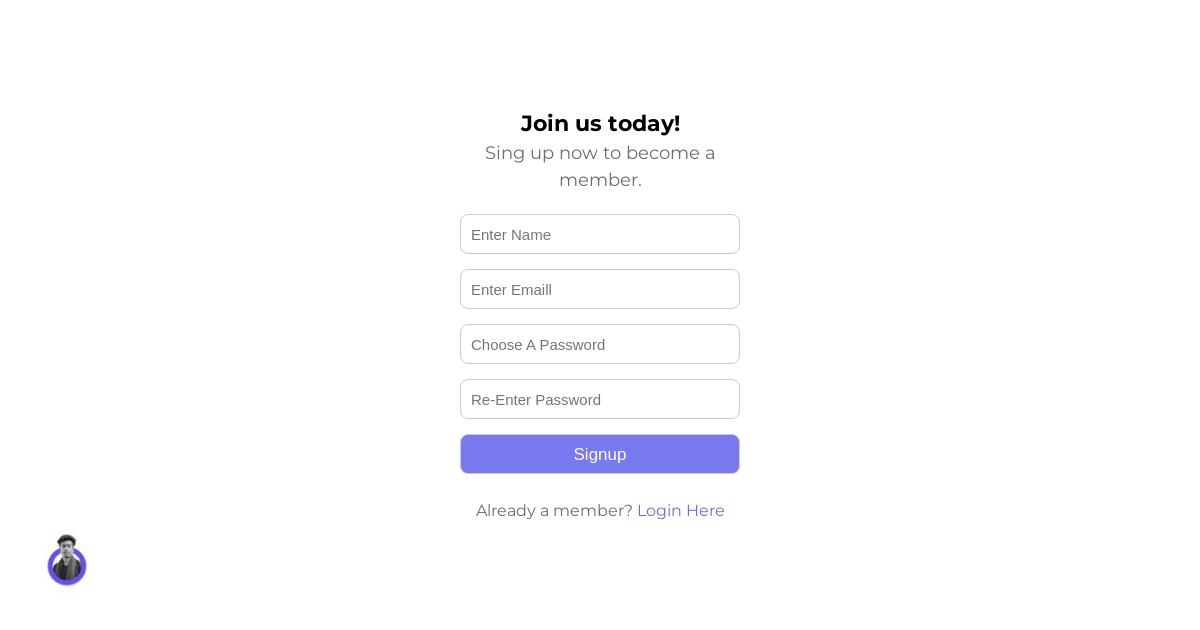 Join us today!
Sing up now to become a
member.
Enter Name
Enter Emaill
Choose A Password
Re-Enter Password
Signup
Already a member? Login Here